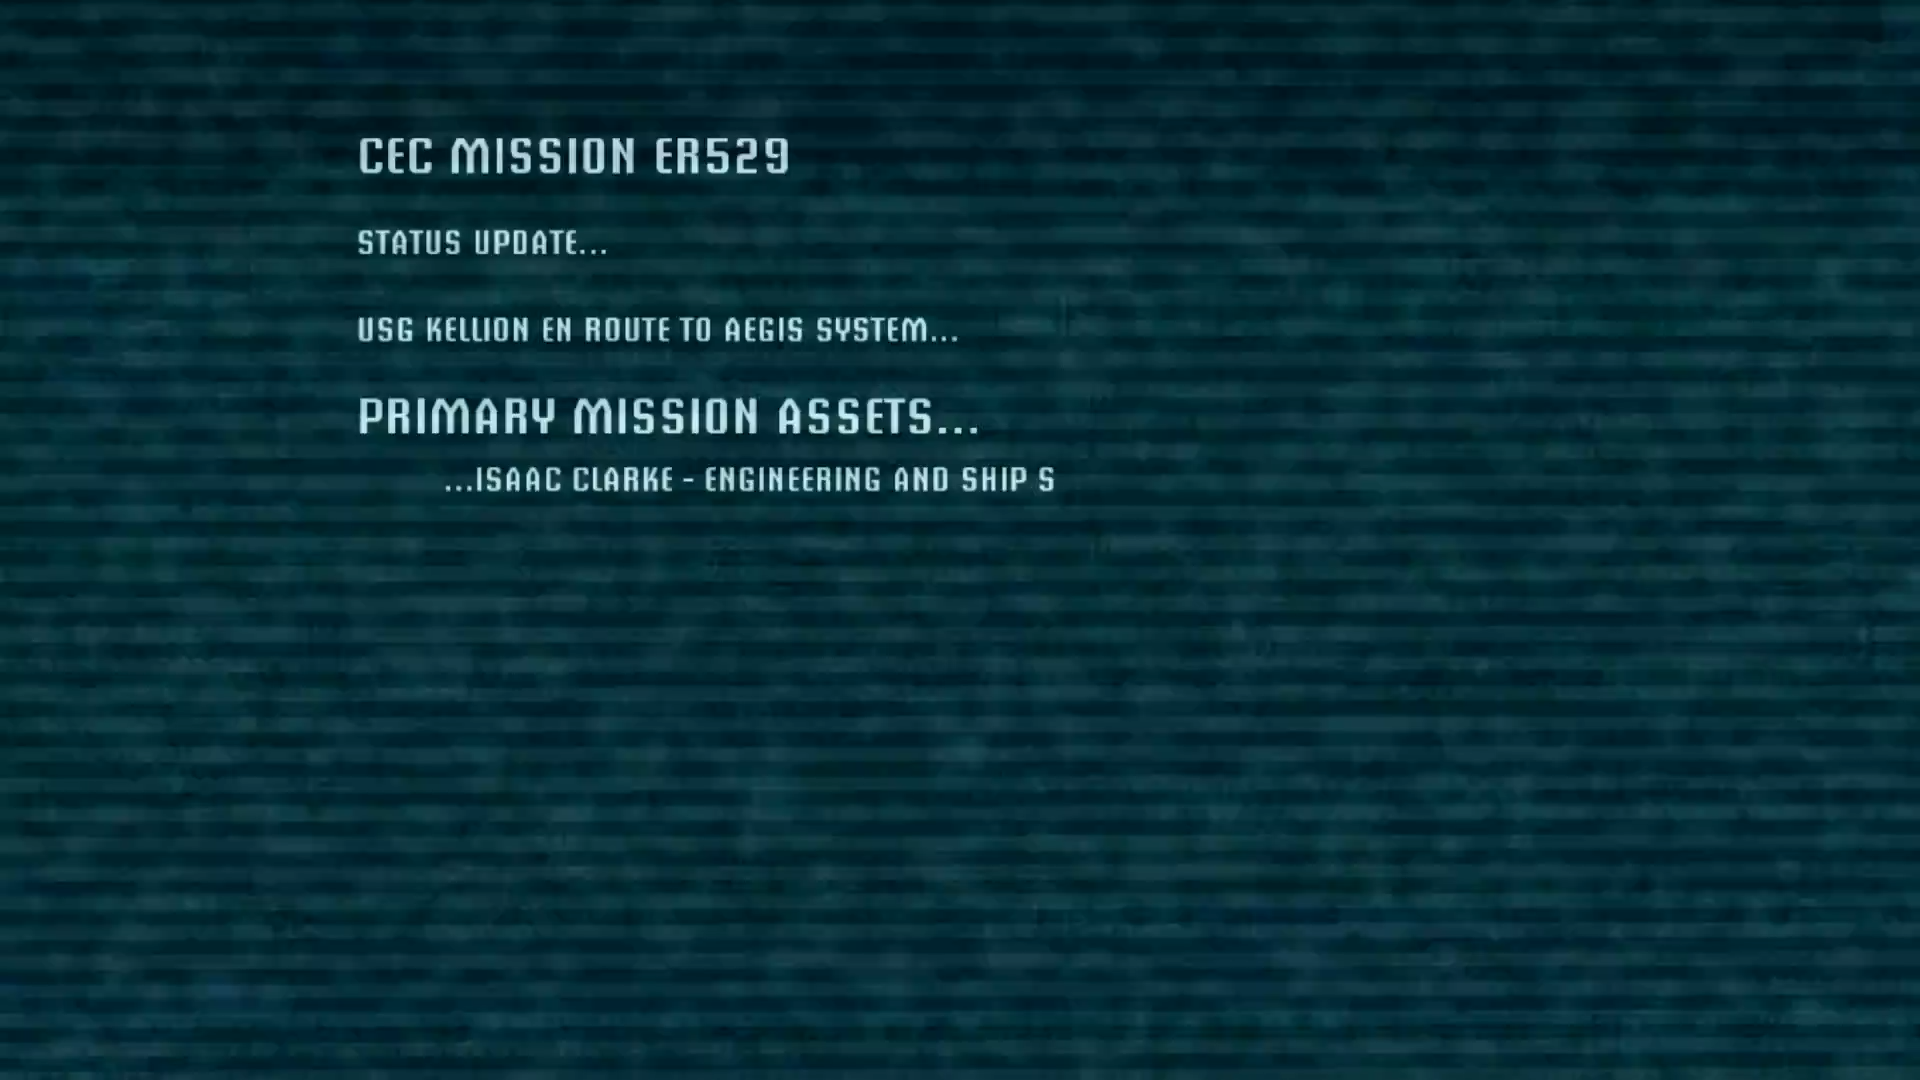 CEC MISSION ER529
STATUS UPDATE...
USG KELLION EN ROUTE TO AEGIS SYSTEM...
PRIMARY MISSION ASSETS...
...ISAAC CLARKE - ENGINEERING AND SHIP S